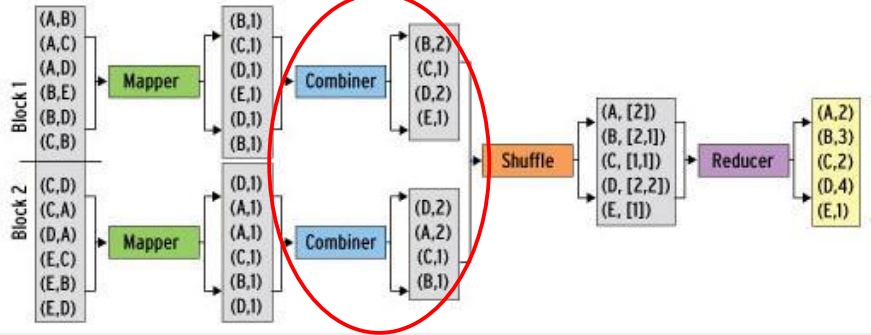 Block 1
(A,B)
(A,C)
(A,D)
(B,E)
(B,D)
(C,B)
Mapper
(B,1)
(C,1)
(D,1)
(E,1)
(D,1)
(B,1)
Combiner
(B,2)
(C,1)
(D,2)
(E,1)
Block 2
(C,D)
(C,A)
(D,A)
(E,C)
(E,B)
(E,D)
Mapper
(D,1)
(A,1)
(A,1)
(C,1)
(B,1)
(D,1)
Combiner
(D,2)
(A,2)
(C,1)
(B,1)
Shuffle
(A, [2])
(B, [2,1])
(C, [1,1])
(D, [2,2])
(E, [1])
Reducer
(A,2)
(B,3)
(C,2)
(D,4)
(E,1)